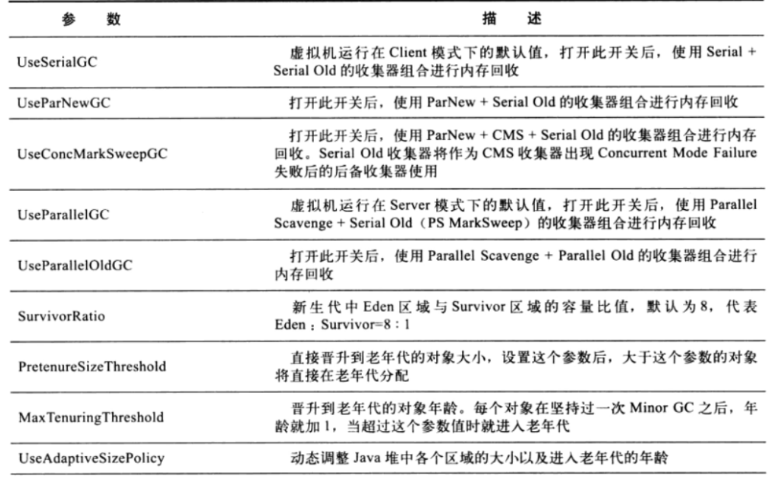 参 数 描 述
UseSerialGC 虚拟机运行在 Client 模式下的默认值，打开此开关后，使用 Serial +
Serial Old 的收集器组合进行内存回收
UseParNewGC 打开此开关后，使用 ParNew + Serial Old 的收集器组合进行内存回收
打开此开关后，使用 ParNew + CMS + Serial Old 的收集器组合进行内存
UseConcMarkSweepGC 回收。Serial Old 收集器将作为 CMS 收集器出现 Concurrent Mode Failure
失败后的后备收集器使用
UseParallelGC 虚拟机运行在 Server 模式下的默认值，打开此开关后，使用 Parallel
Scavenge + Serial Old（PS MarkSweep）的收集器组合进行内存回收
UseParallelOldGC 打开此开关后，使用 Parallel Scavenge + Parallel Old 的收集器组合进行
内存回收
SurvivorRatio 新生代中 Eden 区域与 Survivor 区域的容量比值，默认为 8，代表
Eden：Survivor=8：1
PretenureSizeThreshold 直接晋升到老年代的对象大小，设置这个参数后，大于这个参数的对象
将直接在老年代分配
MaxTenuringThreshold 晋升到老年代的对象年龄。每个对象在坚持过一次 Minor GC 之后，年
龄就加 1，当超过这个参数值时就进入老年代
UseAdaptiveSizePolicy 动态调整 Java 堆中各个区域的大小以及进入老年代的年龄